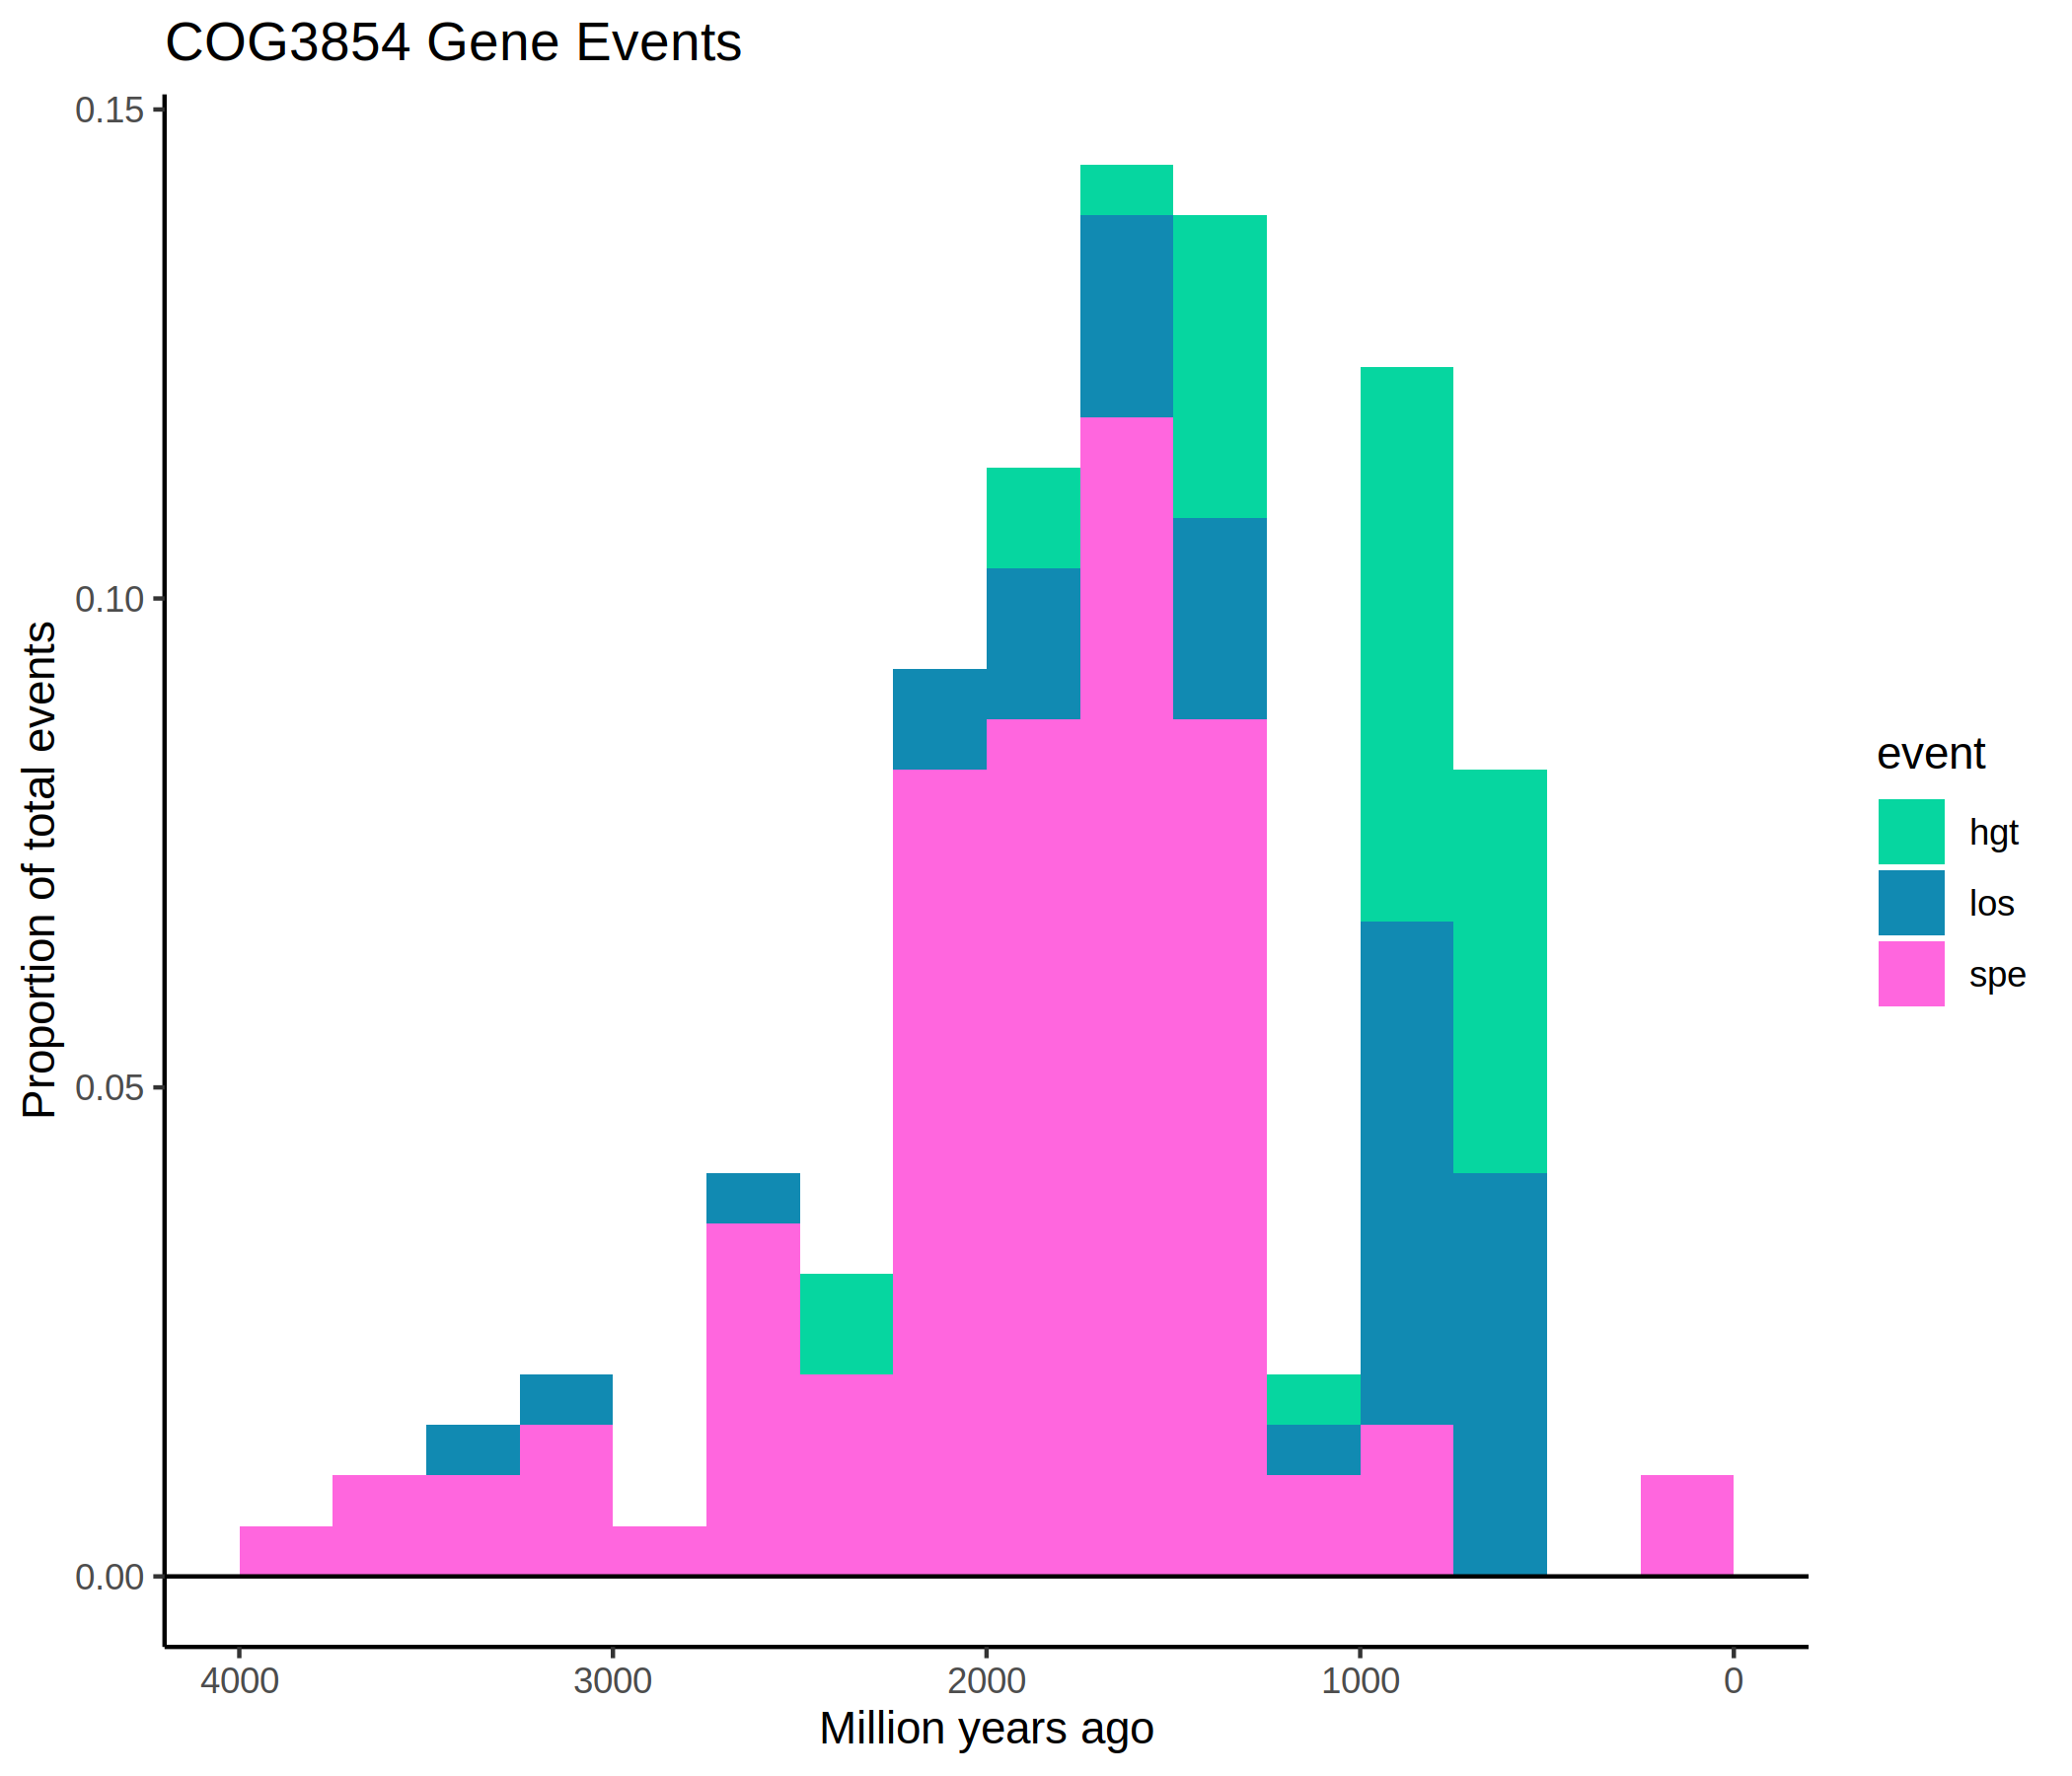 COG3854 Gene Events
0.15
0.10
0.05
0.00
Proportion of total events
4000 3000 2000 1000 0
Million years ago
event
hgt
los
spe